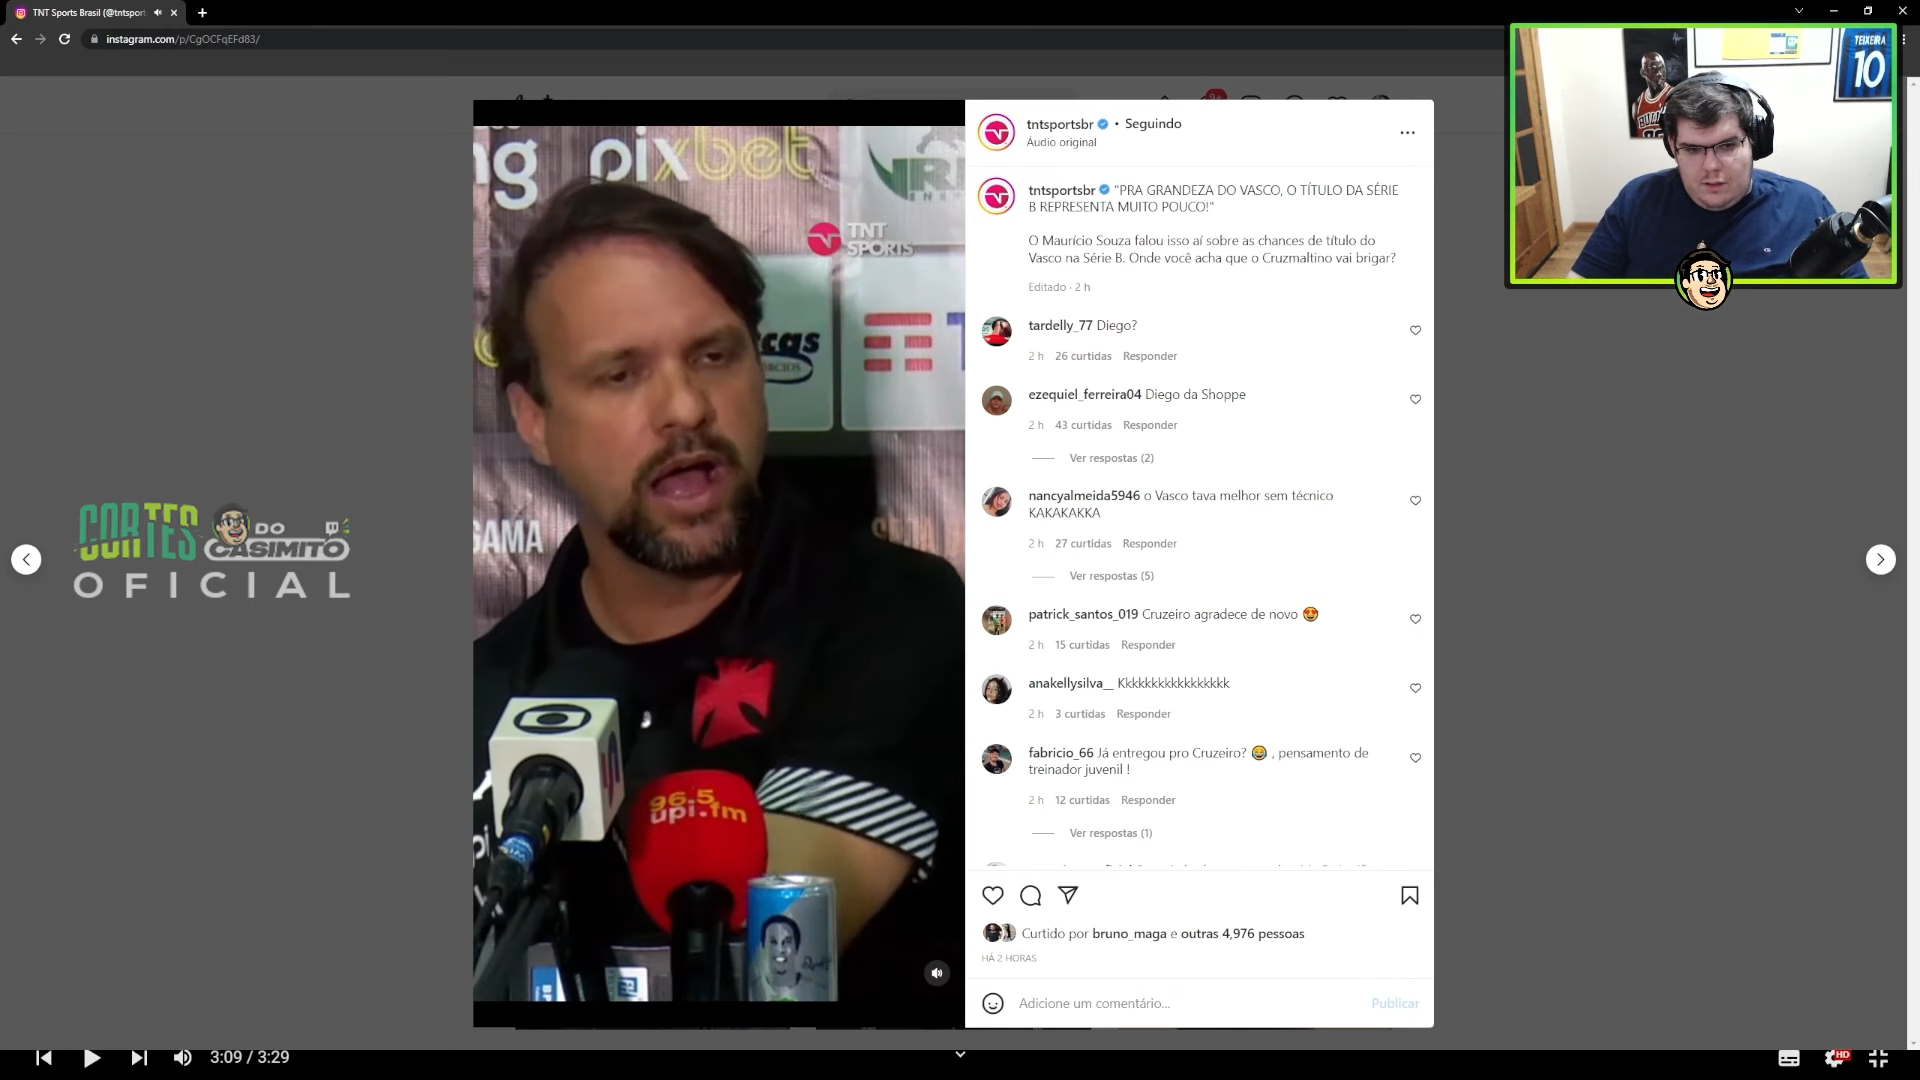 TNT Sports Brasil (@tntsport
instagram.com/p/CgOCFqEFd83/
TEIXEIRA
10
BULLS
ng pixbet
TNT
SPORTS
GAMA
96.5
upi.fm
CORTES DO CASIMITO
OFICIAL
tntsportsbr • Seguindo
Áudio original
tntsportsbr "PRA GRANDEZA DO VASCO, O TÍTULO DA SÉRIE
B REPRESENTA MUITO POUCO!"
O Maurício Souza falou isso aí sobre as chances de título do
Vasco na Série B. Onde você acha que o Cruzmaltino vai brigar?
Editado · 2 h
tardelly_77 Diego?
2 h 26 curtidas Responder
ezequiel_ferreira04 Diego da Shoppe
2 h 43 curtidas Responder
Ver respostas (2)
nancyalmeida5946 o Vasco tava melhor sem técnico
KAKAKAKKA
2 h 27 curtidas Responder
Ver respostas (5)
patrick_santos_019 Cruzeiro agradece de novo 😍
2 h 15 curtidas Responder
anakellysilva__ Kkkkkkkkkkkkkkkkk
2 h 3 curtidas Responder
fabricio_66 Já entregou pro Cruzeiro? 😂 , pensamento de
treinador juvenil !
2 h 12 curtidas Responder
Ver respostas (1)
Curtido por bruno_maga e outras 4,976 pessoas
HÁ 2 HORAS
Adicione um comentário...
Publicar
3:09 / 3:29
HD